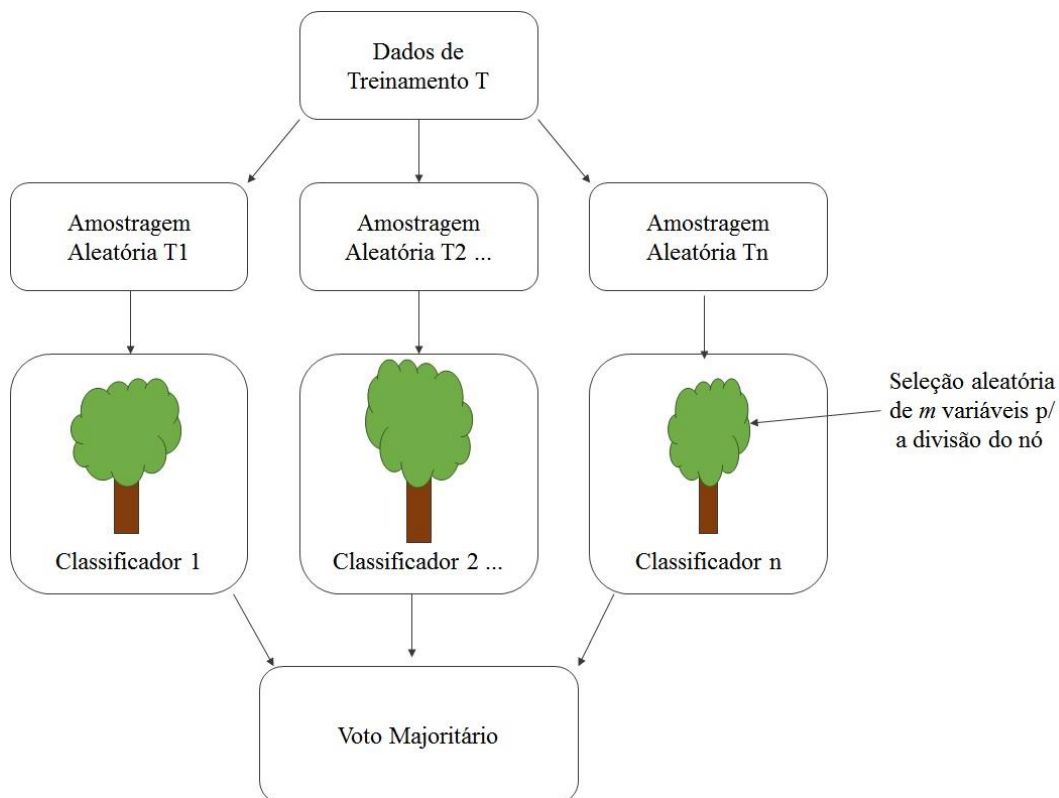 Dados de
Treinamento T
Amostragem
Aleatória T1
Amostragem
Aleatória T2 ...
Amostragem
Aleatória Tn
Seleção aleatória
de m variáveis p/
a divisão do nó
Classificador 1
Classificador 2 ...
Classificador n
Voto Majoritário